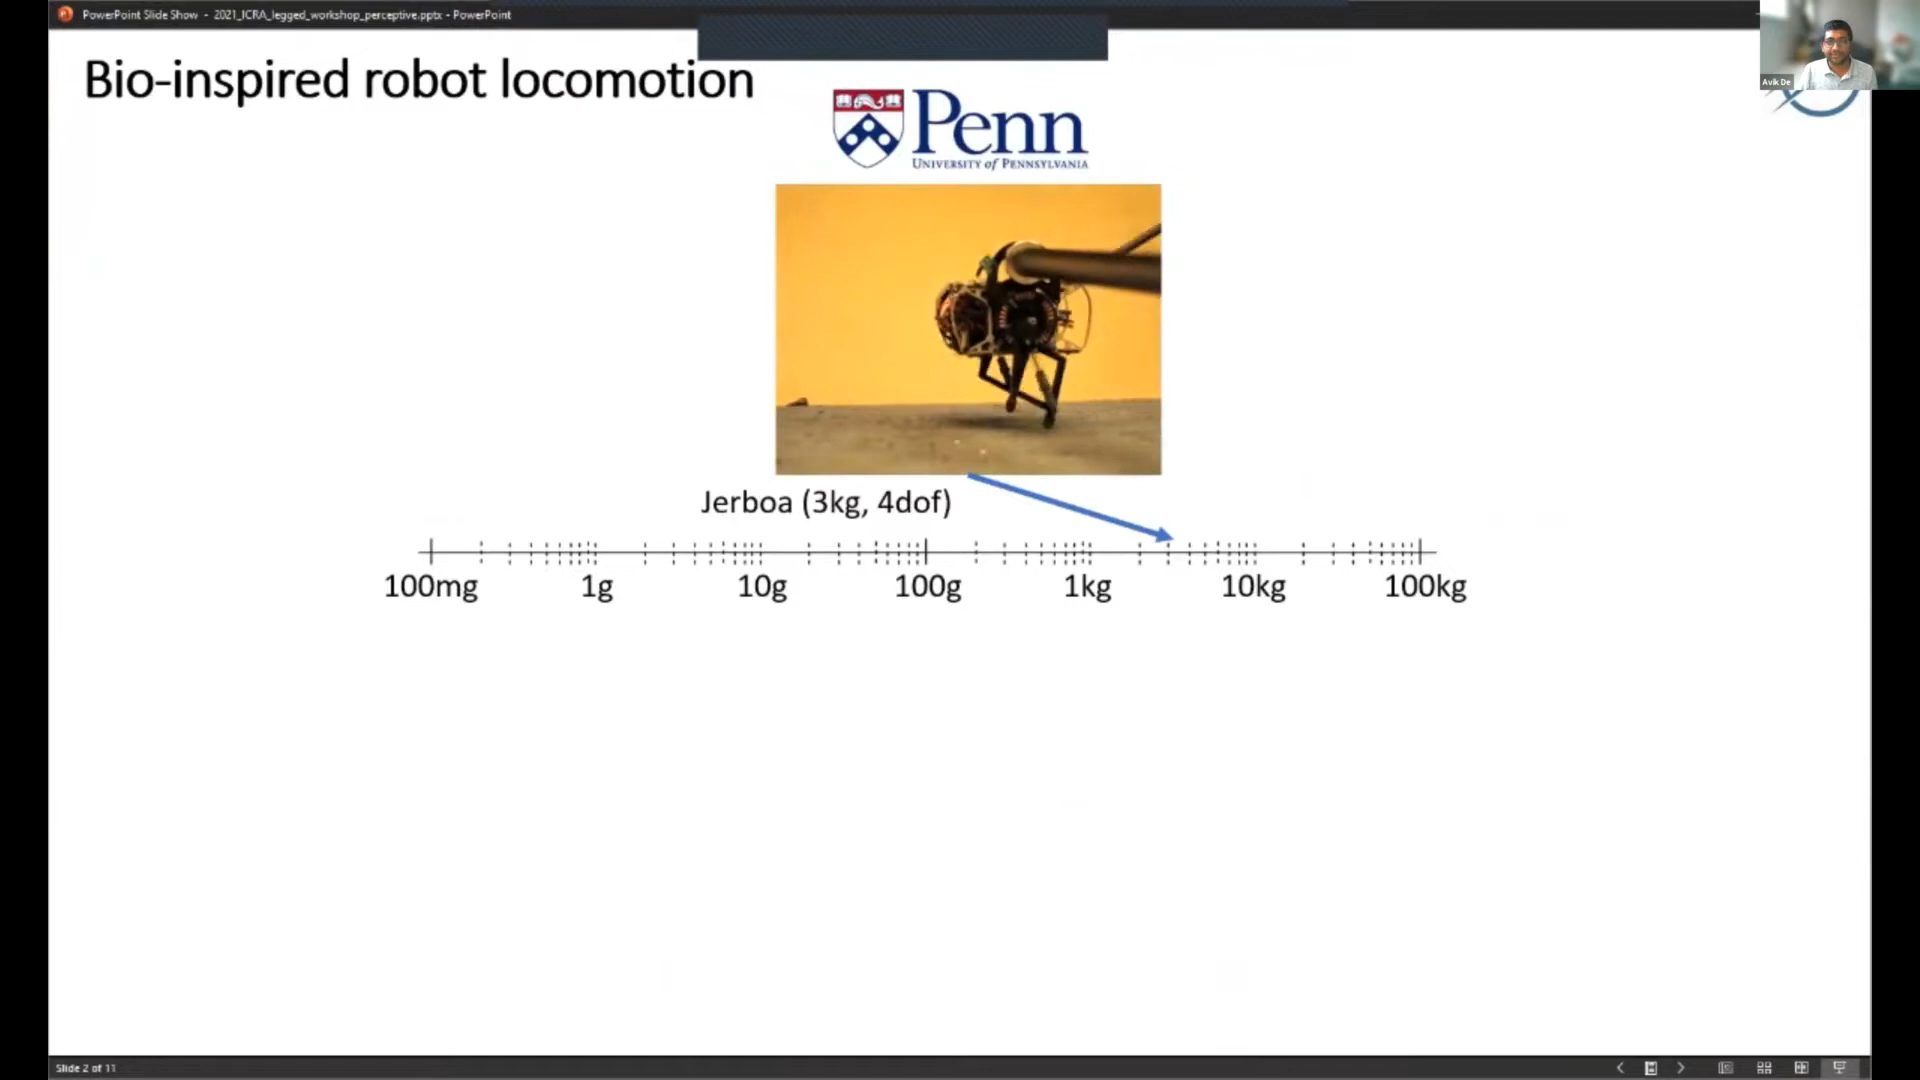 PowerPoint Slide Show - 2021_ICRA_legged_workshop_perceptive.pptx - PowerPoint
Avik De
Bio-inspired robot locomotion
Penn
UNIVERSITY of PENNSYLVANIA
Jerboa (3kg, 4dof)
100mg 1g 10g 100g 1kg 10kg 100kg
Slide 2 of 11